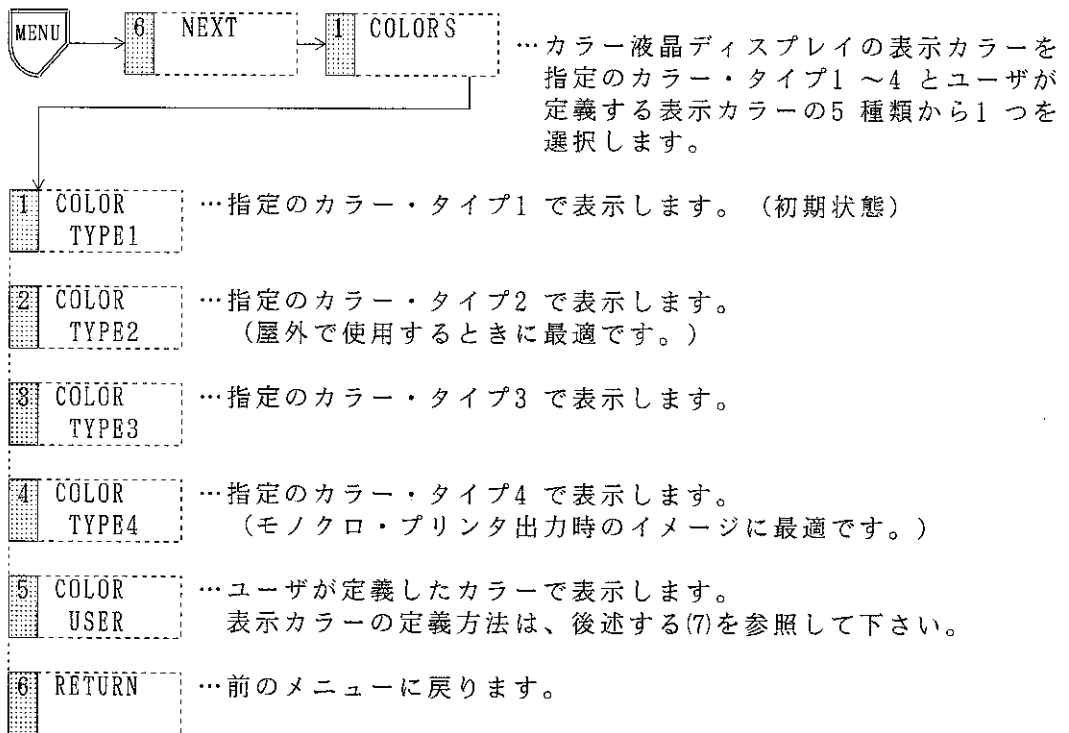 MENU 6 NEXT 1 COLORS …カラー液晶ディスプレイの表示カラーを
指定のカラー・タイプ1 ～4 とユーザが
定義する表示カラーの5 種類から1 つを
選択します。
1 COLOR …指定のカラー・タイプ1 で表示します。（初期状態）
TYPE1
2 COLOR …指定のカラー・タイプ2 で表示します。
TYPE2 （屋外で使用するときに最適です。）
3 COLOR …指定のカラー・タイプ3 で表示します。
TYPE3
4 COLOR …指定のカラー・タイプ4 で表示します。
TYPE4 （モノクロ・プリンタ出力時のイメージに最適です。）
5 COLOR …ユーザが定義したカラーで表示します。
USER 表示カラーの定義方法は、後述する(7)を参照して下さい。
6 RETURN …前のメニューに戻ります。